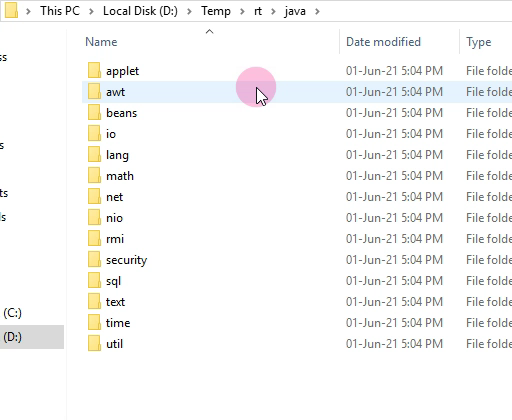 This PC > Local Disk (D:) > Temp > rt > java >
Name Date modified Type
applet 01-Jun-21 5:04 PM File folde
awt 01-Jun-21 5:04 PM File folde
beans 01-Jun-21 5:04 PM File folde
io 01-Jun-21 5:04 PM File folde
lang 01-Jun-21 5:04 PM File folde
math 01-Jun-21 5:04 PM File folde
net 01-Jun-21 5:04 PM File folde
nio 01-Jun-21 5:04 PM File folde
rmi 01-Jun-21 5:04 PM File folde
security 01-Jun-21 5:04 PM File folde
sql 01-Jun-21 5:04 PM File folde
text 01-Jun-21 5:04 PM File folde
time 01-Jun-21 5:04 PM File folde
util 01-Jun-21 5:04 PM File folde
ss
s
ts
ls
(C:)
(D:)